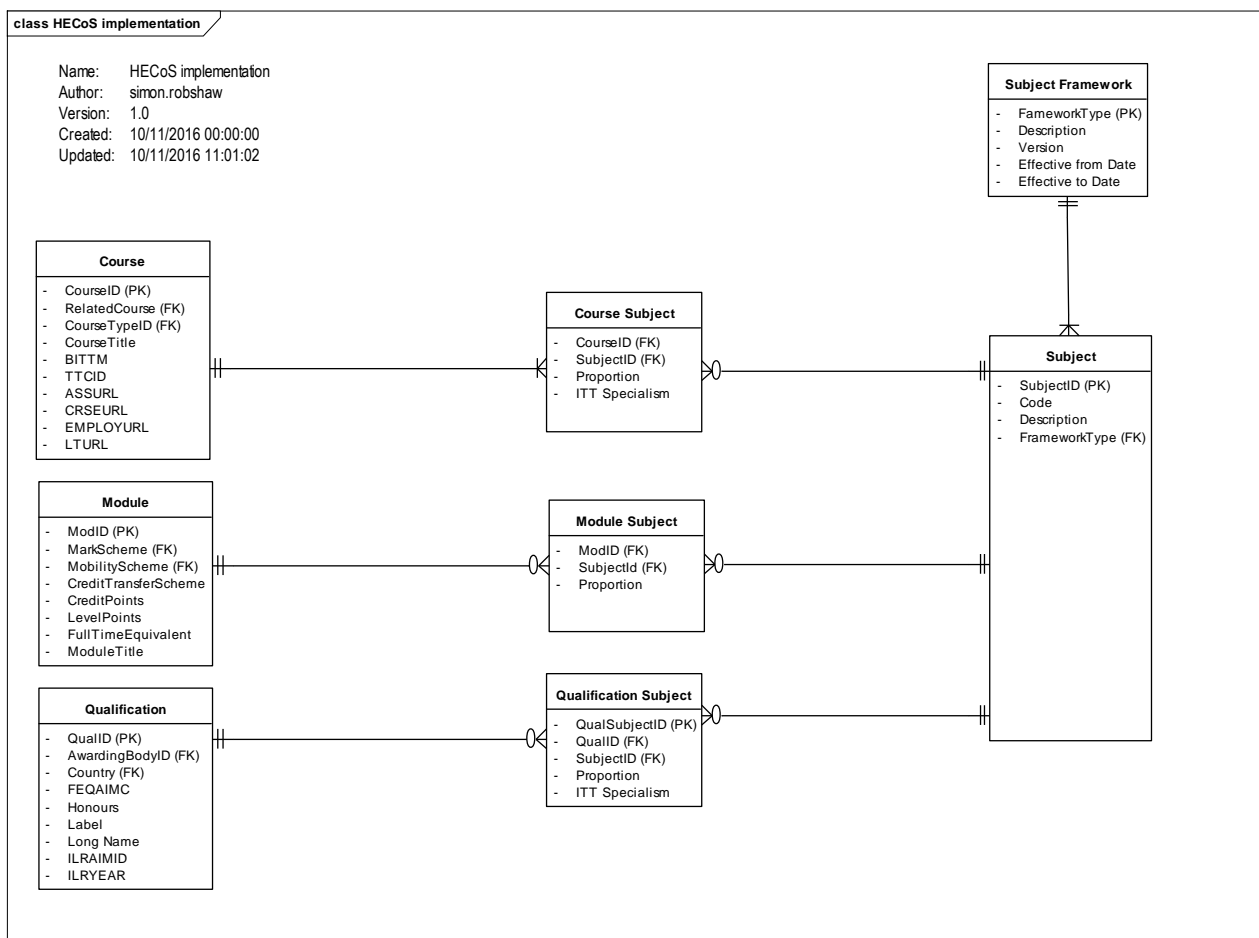 class HECoS implementation
Name: HECoS implementation
Author: simon.robshaw
Version: 1.0
Created: 10/11/2016 00:00:00
Updated: 10/11/2016 11:01:02
Subject Framework
- FameworkType (PK)
- Description
- Version
- Effective from Date
- Effective to Date
Course
- CourseID (PK)
- RelatedCourse (FK)
- CourseTypeID (FK)
- CourseTitle
- BITTM
- TTCID
- ASSURL
- CRSEURL
- EMPLOYURL
- LTURL
Course Subject
- CourseID (FK)
- SubjectID (FK)
- Proportion
- ITT Specialism
Subject
- SubjectID (PK)
- Code
- Description
- FrameworkType (FK)
Module
- ModID (PK)
- MarkScheme (FK)
- MobilityScheme (FK)
- CreditTransferScheme
- CreditPoints
- LevelPoints
- FullTimeEquivalent
- ModuleTitle
Module Subject
- ModID (FK)
- SubjectId (FK)
- Proportion
Qualification
- QualID (PK)
- AwardingBodyID (FK)
- Country (FK)
- FEQAIMC
- Honours
- Label
- Long Name
- ILRAIMID
- ILRYEAR
Qualification Subject
- QualSubjectID (PK)
- QualID (FK)
- SubjectID (FK)
- Proportion
- ITT Specialism